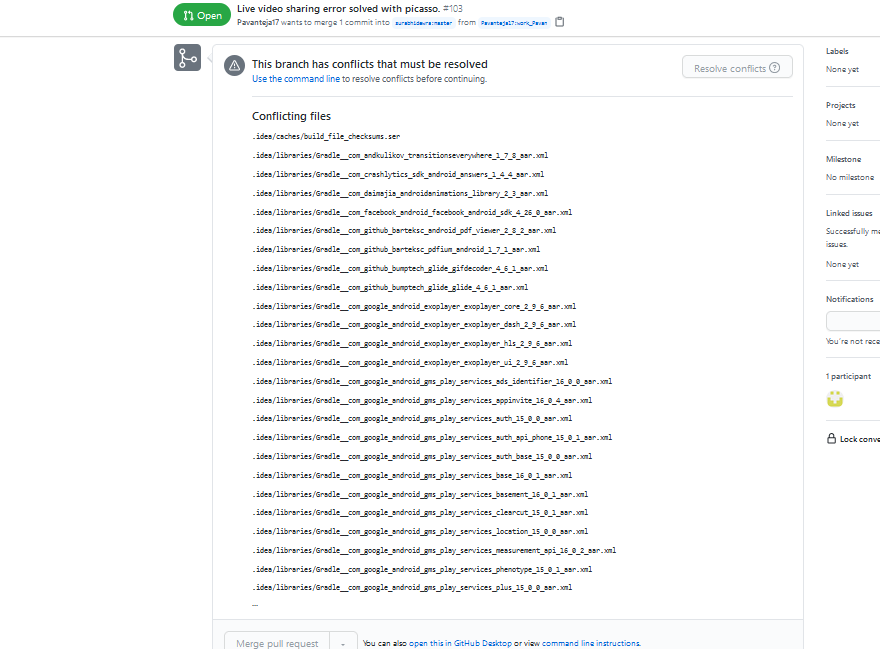 Open
Live video sharing error solved with picasso. #103
Pavanteja17 wants to merge 1 commit into surabhidewra:master from Pavanteja17:work_Pavan
This branch has conflicts that must be resolved
Use the command line to resolve conflicts before continuing.
Resolve conflicts
Conflicting files
.idea/caches/build_file_checksums.ser
.idea/libraries/Gradle__com_andkulikov_transitionseverywhere_1_7_8_aar.xml
.idea/libraries/Gradle__com_crashlytics_sdk_android_answers_1_4_4_aar.xml
.idea/libraries/Gradle__com_daimajia_androidanimations_library_2_3_aar.xml
.idea/libraries/Gradle__com_facebook_android_facebook_android_sdk_4_26_0_aar.xml
.idea/libraries/Gradle__com_github_barteksc_android_pdf_viewer_2_8_2_aar.xml
.idea/libraries/Gradle__com_github_barteksc_pdfium_android_1_7_1_aar.xml
.idea/libraries/Gradle__com_github_bumptech_glide_gifdecoder_4_6_1_aar.xml
.idea/libraries/Gradle__com_github_bumptech_glide_glide_4_6_1_aar.xml
.idea/libraries/Gradle__com_google_android_exoplayer_exoplayer_core_2_9_6_aar.xml
.idea/libraries/Gradle__com_google_android_exoplayer_exoplayer_dash_2_9_6_aar.xml
.idea/libraries/Gradle__com_google_android_exoplayer_exoplayer_hls_2_9_6_aar.xml
.idea/libraries/Gradle__com_google_android_exoplayer_exoplayer_ui_2_9_6_aar.xml
.idea/libraries/Gradle__com_google_android_gms_play_services_ads_identifier_16_0_0_aar.xml
.idea/libraries/Gradle__com_google_android_gms_play_services_appinvite_16_0_4_aar.xml
.idea/libraries/Gradle__com_google_android_gms_play_services_auth_15_0_0_aar.xml
.idea/libraries/Gradle__com_google_android_gms_play_services_auth_api_phone_15_0_1_aar.xml
.idea/libraries/Gradle__com_google_android_gms_play_services_auth_base_15_0_0_aar.xml
.idea/libraries/Gradle__com_google_android_gms_play_services_base_16_0_1_aar.xml
.idea/libraries/Gradle__com_google_android_gms_play_services_basement_16_0_1_aar.xml
.idea/libraries/Gradle__com_google_android_gms_play_services_clearcut_15_0_1_aar.xml
.idea/libraries/Gradle__com_google_android_gms_play_services_location_15_0_0_aar.xml
.idea/libraries/Gradle__com_google_android_gms_play_services_measurement_api_16_0_2_aar.xml
.idea/libraries/Gradle__com_google_android_gms_play_services_phenotype_15_0_1_aar.xml
.idea/libraries/Gradle__com_google_android_gms_play_services_plus_15_0_0_aar.xml
…
Merge pull request
You can also open this in GitHub Desktop or view command line instructions.
Labels
None yet
Projects
None yet
Milestone
No milestone
Linked issues
Successfully me
issues.
None yet
Notifications
You're not rece
1 participant
Lock conve